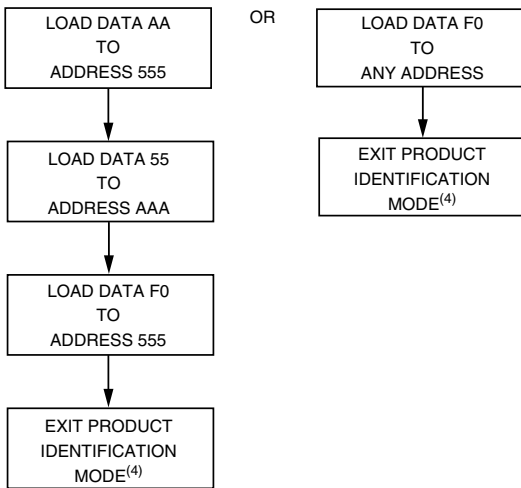 LOAD DATA AA
TO
ADDRESS 555
LOAD DATA 55
TO
ADDRESS AAA
LOAD DATA F0
TO
ADDRESS 555
EXIT PRODUCT
IDENTIFICATION
MODE(4)
OR
LOAD DATA F0
TO
ANY ADDRESS
EXIT PRODUCT
IDENTIFICATION
MODE(4)